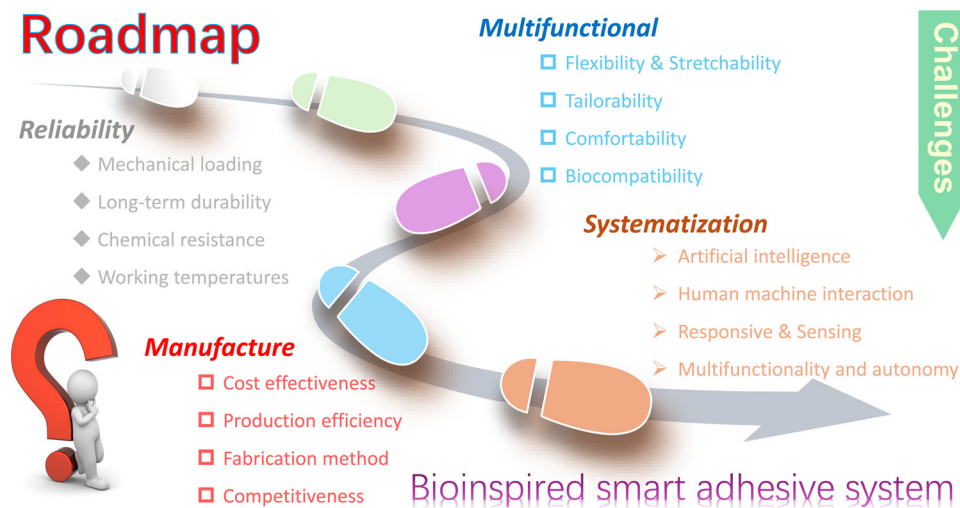 Roadmap
Multifunctional
Flexibility & Stretchability
Tailorability
Comfortability
Biocompatibility
Challenges
Reliability
Mechanical loading
Long-term durability
Chemical resistance
Working temperatures
Systematization
Artificial intelligence
Human machine interaction
Responsive & Sensing
Multifunctionality and autonomy
Manufacture
Cost effectiveness
Production efficiency
Fabrication method
Competitiveness
Bioinspired smart adhesive system